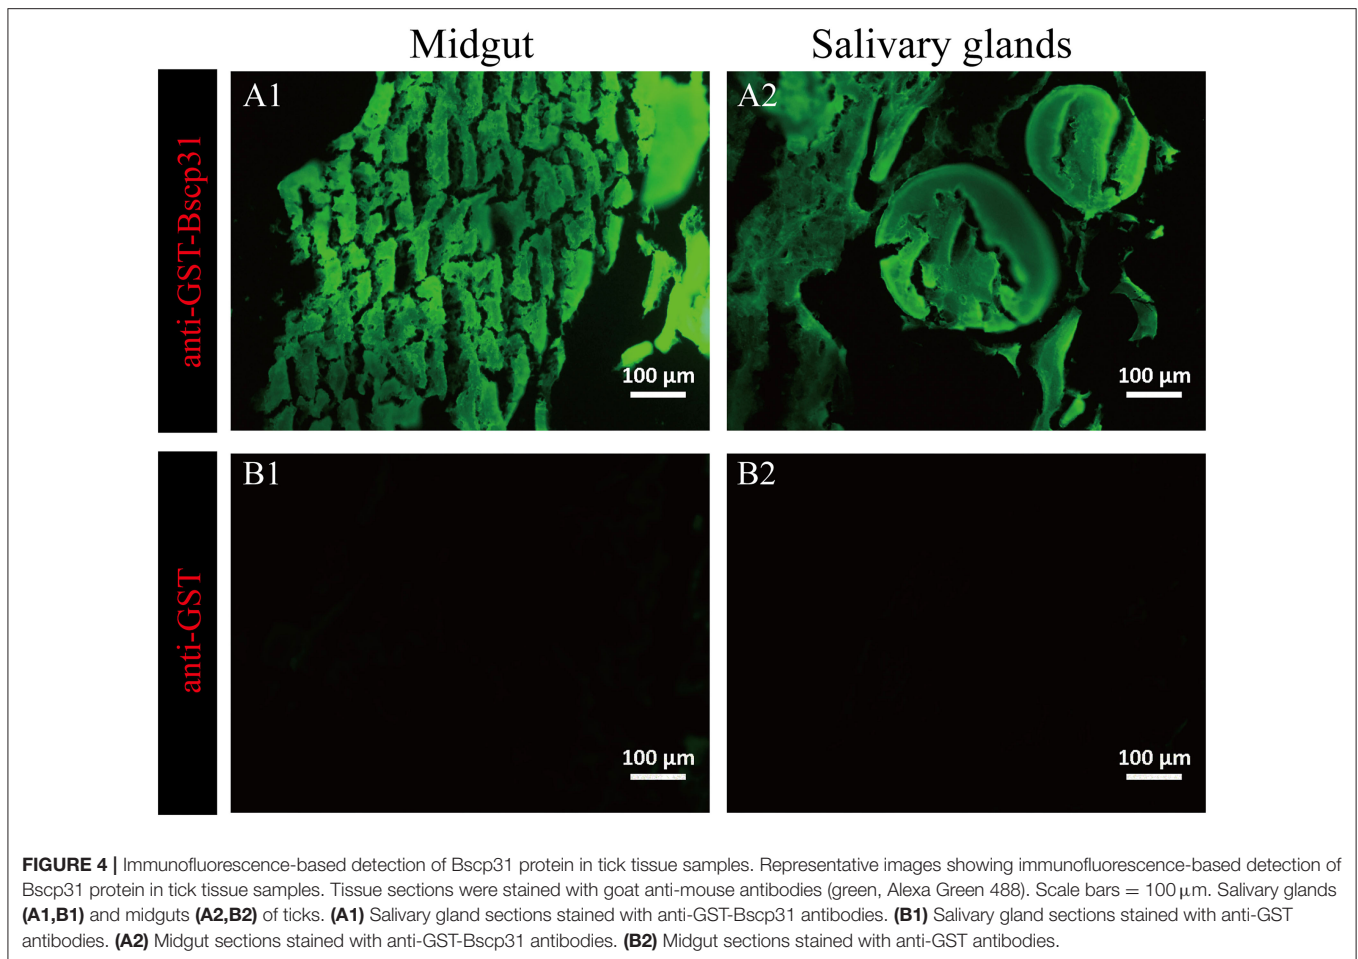 Midgut
Salivary glands
anti-GST-Bscp31
A1
100 µm
A2
100 µm
anti-GST
B1
100 µm
B2
100 µm
FIGURE 4 | Immunofluorescence-based detection of Bscp31 protein in tick tissue samples. Representative images showing immunofluorescence-based detection of
Bscp31 protein in tick tissue samples. Tissue sections were stained with goat anti-mouse antibodies (green, Alexa Green 488). Scale bars = 100 µm. Salivary glands
(A1,B1) and midguts (A2,B2) of ticks. (A1) Salivary gland sections stained with anti-GST-Bscp31 antibodies. (B1) Salivary gland sections stained with anti-GST
antibodies. (A2) Midgut sections stained with anti-GST-Bscp31 antibodies. (B2) Midgut sections stained with anti-GST antibodies.